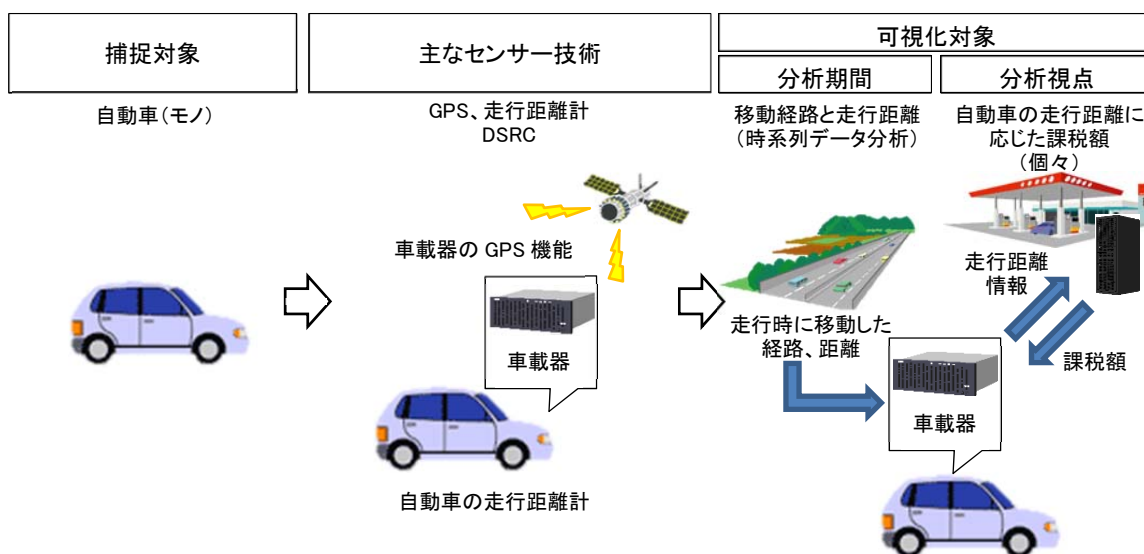 捕捉対象
主なセンサー技術
可視化対象
分析期間
分析視点
自動車（モノ）
GPS、走行距離計
DSRC
移動経路と走行距離
（時系列データ分析）
自動車の走行距離に
応じた課税額
（個々）
車載器の GPS 機能
車載器
自動車の走行距離計
走行時に移動した
経路、距離
走行距離
情報
課税額
車載器